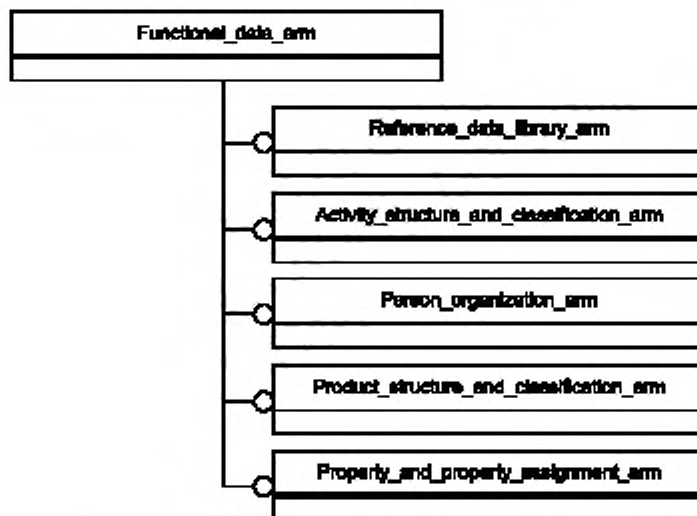 Functional_data_arm
Reference_data_library_arm
Activity_structure_and_classification_arm
Person_organization_arm
Product_structure_and_classification_arm
Property_and_property_assignment_arm